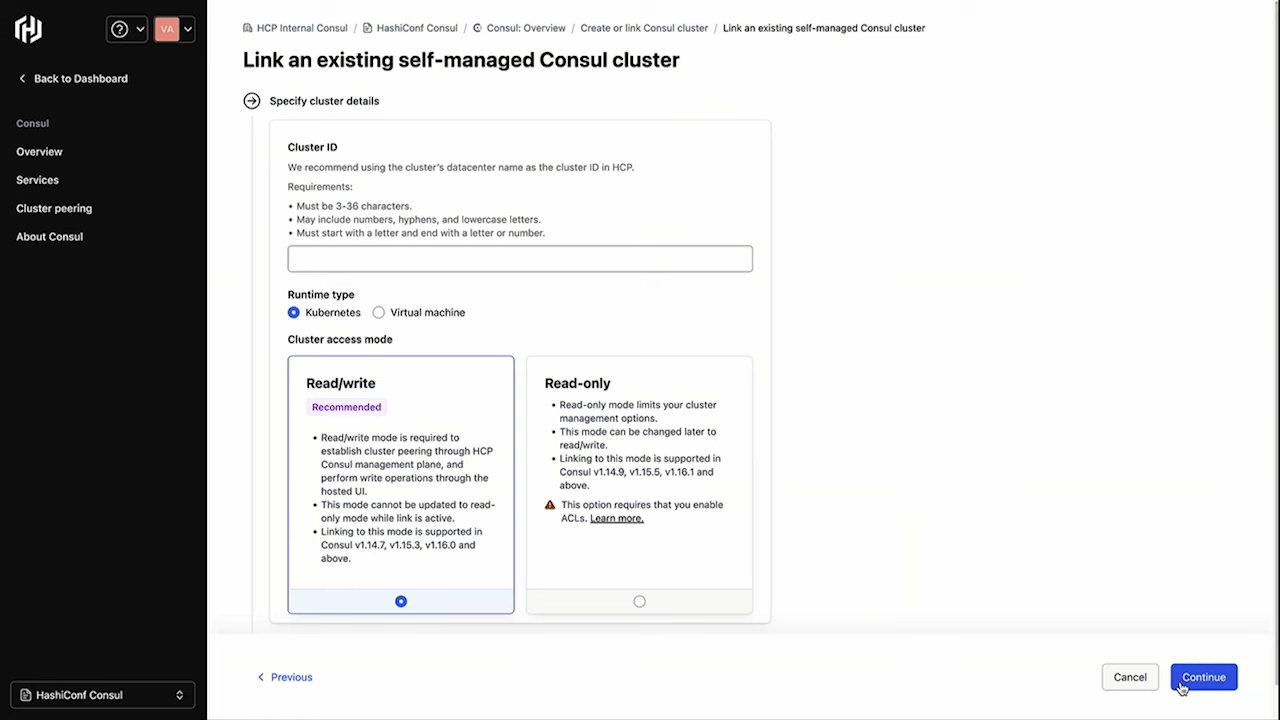 VA
HCP Internal Consul / HashiConf Consul / Consul: Overview / Create or link Consul cluster / Link an existing self-managed Consul cluster
Back to Dashboard
Consul
Overview
Services
Cluster peering
About Consul
HashiConf Consul
Link an existing self-managed Consul cluster
Specify cluster details
Cluster ID
We recommend using the cluster's datacenter name as the cluster ID in HCP.
Requirements:
• Must be 3-36 characters.
• May include numbers, hyphens, and lowercase letters.
• Must start with a letter and end with a letter or number.
Runtime type
Kubernetes
Virtual machine
Cluster access mode
Read/write
Recommended
• Read/write mode is required to
establish cluster peering through HCP
Consul management plane, and
perform write operations through the
hosted UI.
• This mode cannot be updated to read-
only mode while link is active.
• Linking to this mode is supported in
Consul v1.14.7, v1.15.3, v1.16.0 and
above.
Read-only
• Read-only mode limits your cluster
management options.
• This mode can be changed later to
read/write.
• Linking to this mode is supported in
Consul v1.14.9, v1.15.5, v1.16.1 and
above.
This option requires that you enable
ACLs. Learn more.
Previous
Cancel
Continue